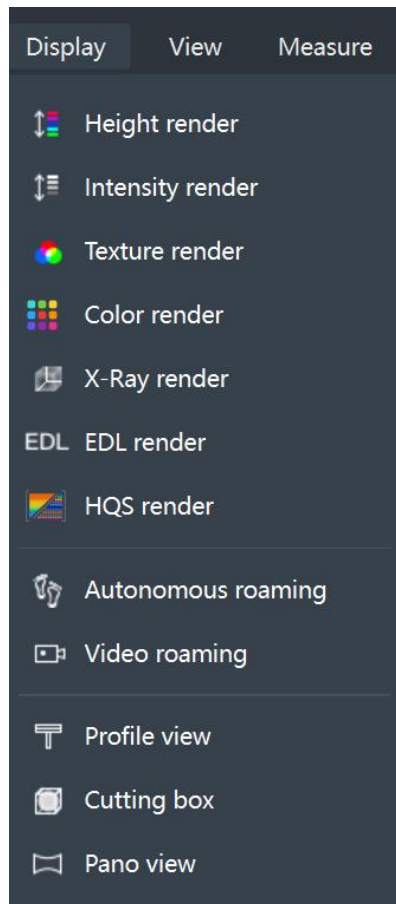 Display View Measure
Height render
Intensity render
Texture render
Color render
X-Ray render
EDL EDL render
HQS render
Autonomous roaming
Video roaming
Profile view
Cutting box
Pano view